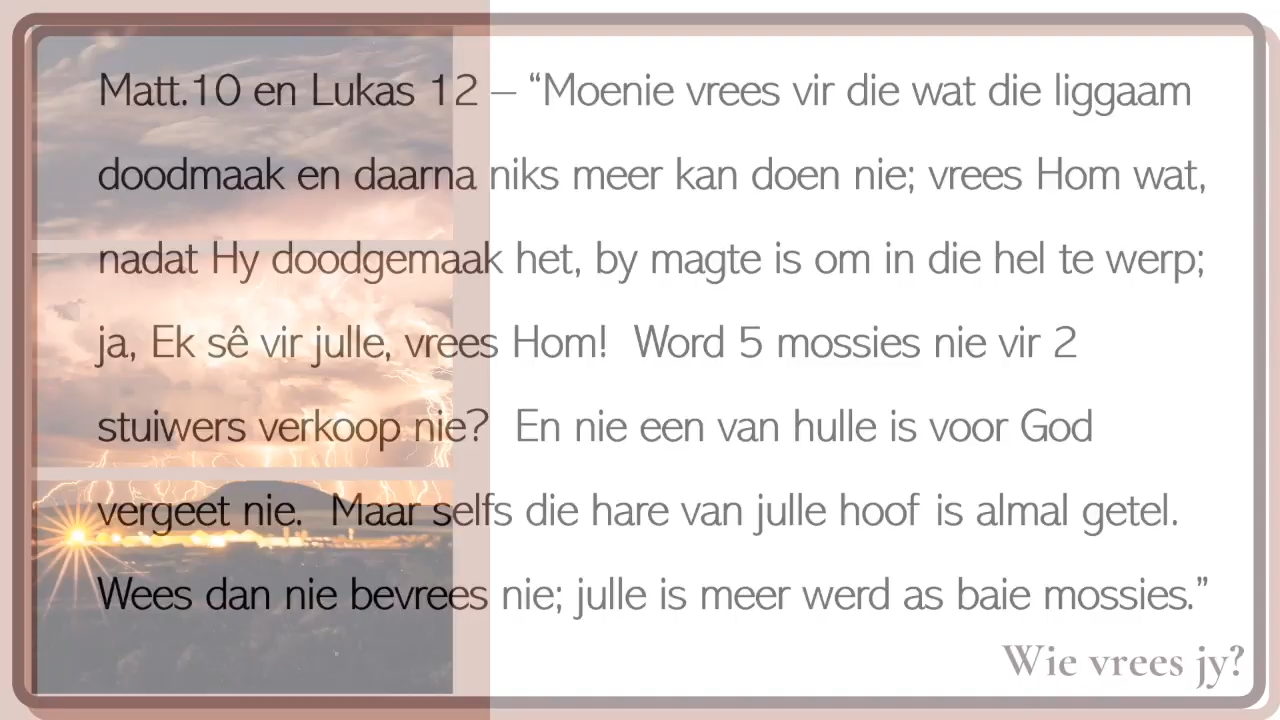 Matt.10 en Lukas 12 – “Moenie vrees vir die wat die liggaam
doodmaak en daarna niks meer kan doen nie; vrees Hom wat,
nadat Hy doodgemaak het, by magte is om in die hel te werp;
ja, Ek sê vir julle, vrees Hom!  Word 5 mossies nie vir 2
stuiwers verkoop nie?  En nie een van hulle is voor God
vergeet nie.  Maar selfs die hare van julle hoof is almal getel.
Wees dan nie bevrees nie; julle is meer werd as baie mossies.”
Wie vrees jy?